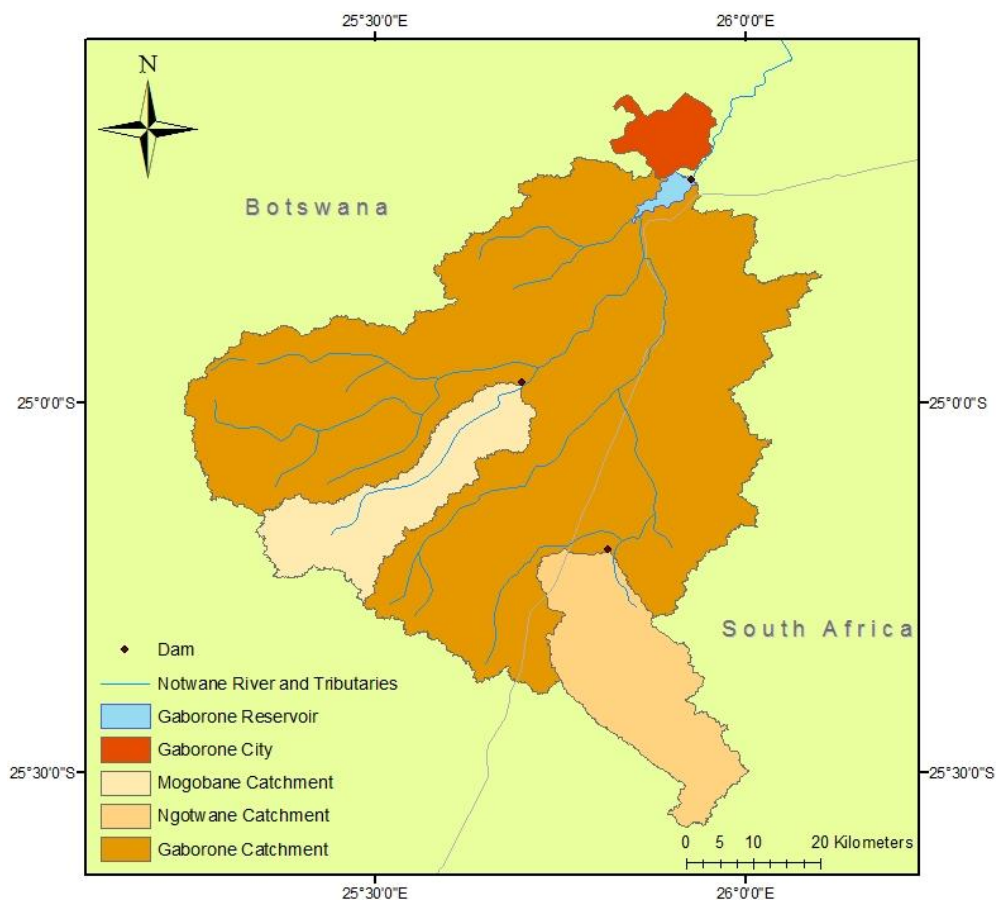 25°30'0"E
26°0'0"E
N
Botswana
25°0'0"S
25°0'0"S
South Africa
Dam
Notwane River and Tributaries
Gaborone Reservoir
Gaborone City
Mogobane Catchment
Ngotwane Catchment
Gaborone Catchment
25°30'0"S
25°30'0"S
0 5 10 20 Kilometers
25°30'0"E
26°0'0"E